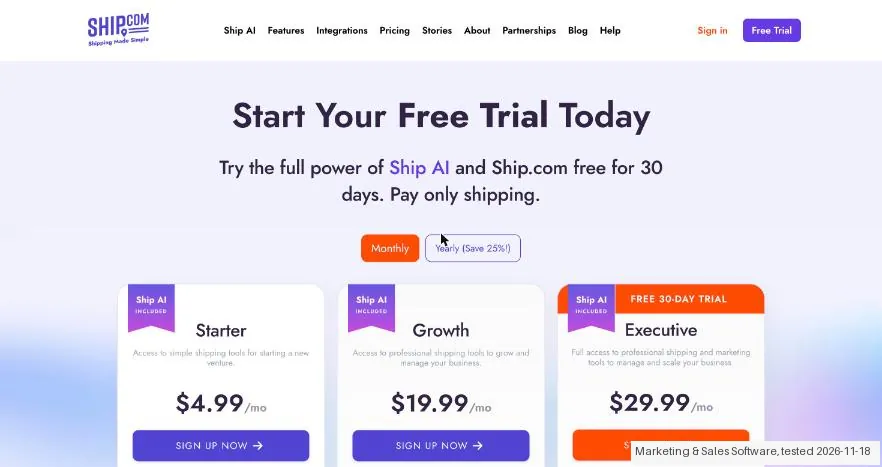 SHIP.COM
Shipping Made Simple
Ship AI Features Integrations Pricing Stories About Partnerships Blog Help
Sign in
Free Trial
Start Your Free Trial Today
Try the full power of Ship AI and Ship.com free for 30
days. Pay only shipping.
Monthly
Yearly (Save 25%!)
Ship AI
INCLUDED
Starter
Access to simple shipping tools for starting a new
venture.
$4.99/mo
SIGN UP NOW →
Ship AI
INCLUDED
Growth
Access to professional shipping tools to grow and
manage your business.
$19.99/mo
SIGN UP NOW →
FREE 30-DAY TRIAL
Ship AI
INCLUDED
Executive
Full access to professional shipping and marketing
tools to manage and scale your business.
$29.99/mo
Marketing & Sales Software, tested 2026-11-18